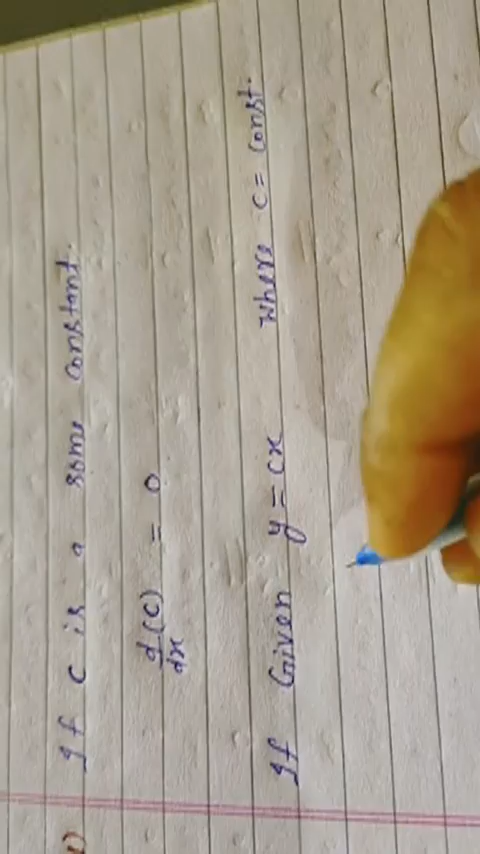 If c is a some constant.
d/dx (c) = 0
If Given y = cx where c = const.